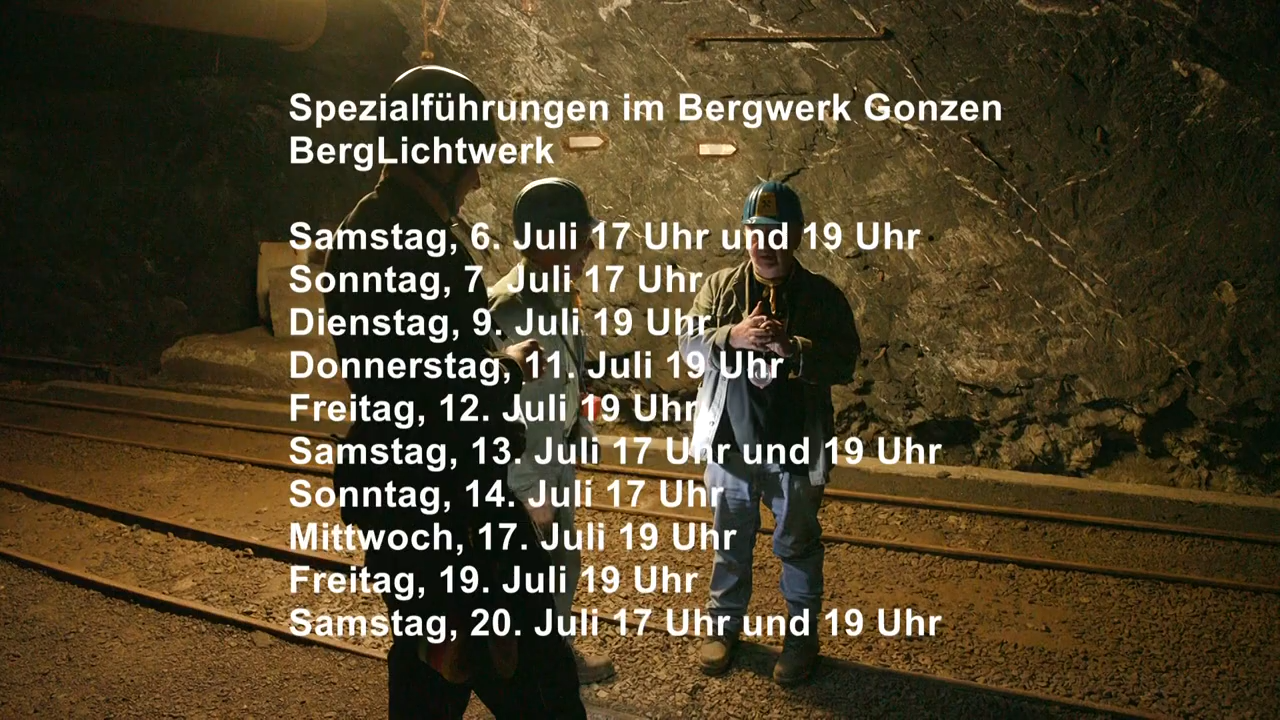 Spezialführungen im Bergwerk Gonzen
BergLichtwerk
Samstag, 6. Juli 17 Uhr und 19 Uhr
Sonntag, 7. Juli 17 Uhr
Dienstag, 9. Juli 19 Uhr
Donnerstag, 11. Juli 19 Uhr
Freitag, 12. Juli 19 Uhr
Samstag, 13. Juli 17 Uhr und 19 Uhr
Sonntag, 14. Juli 17 Uhr
Mittwoch, 17. Juli 19 Uhr
Freitag, 19. Juli 19 Uhr
Samstag, 20. Juli 17 Uhr und 19 Uhr